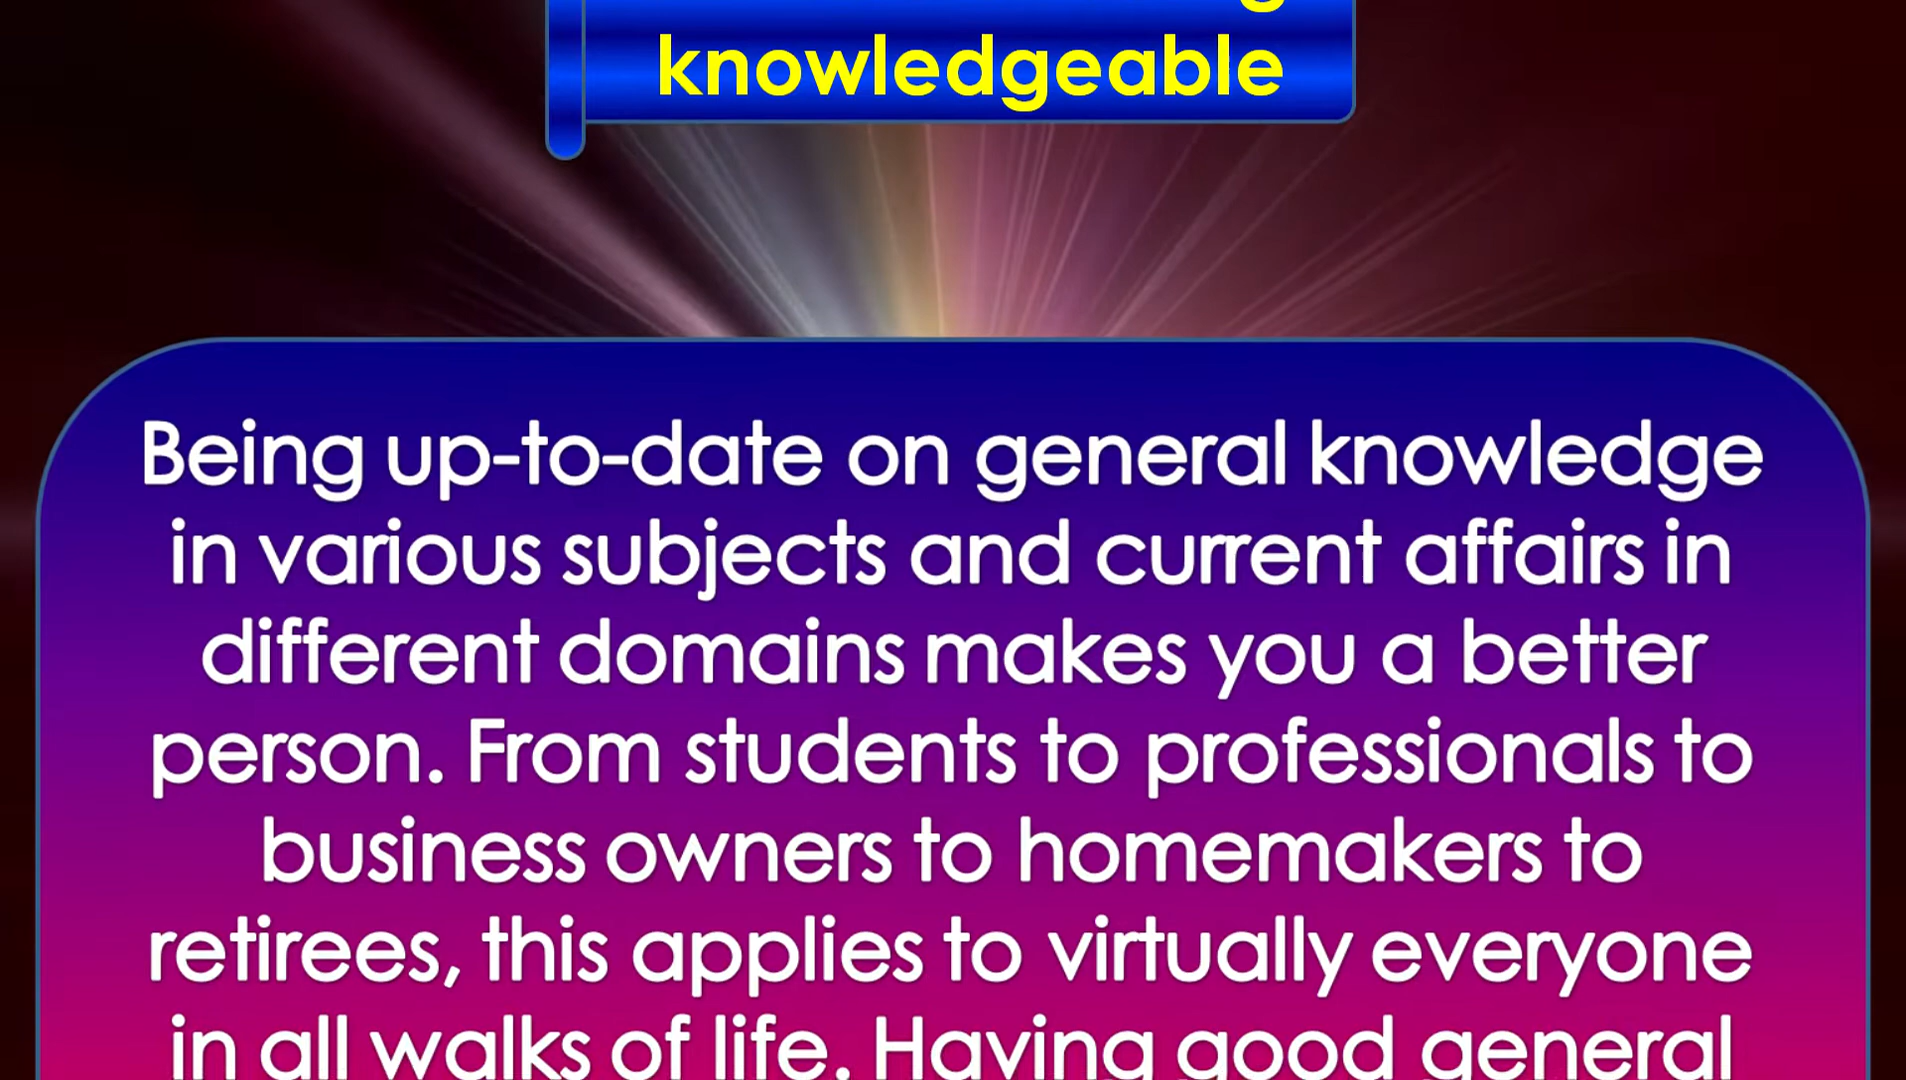 knowledgeable
Being up-to-date on general knowledge
in various subjects and current affairs in
different domains makes you a better
person. From students to professionals to
business owners to homemakers to
retirees, this applies to virtually everyone
in all walks of life. Having good general